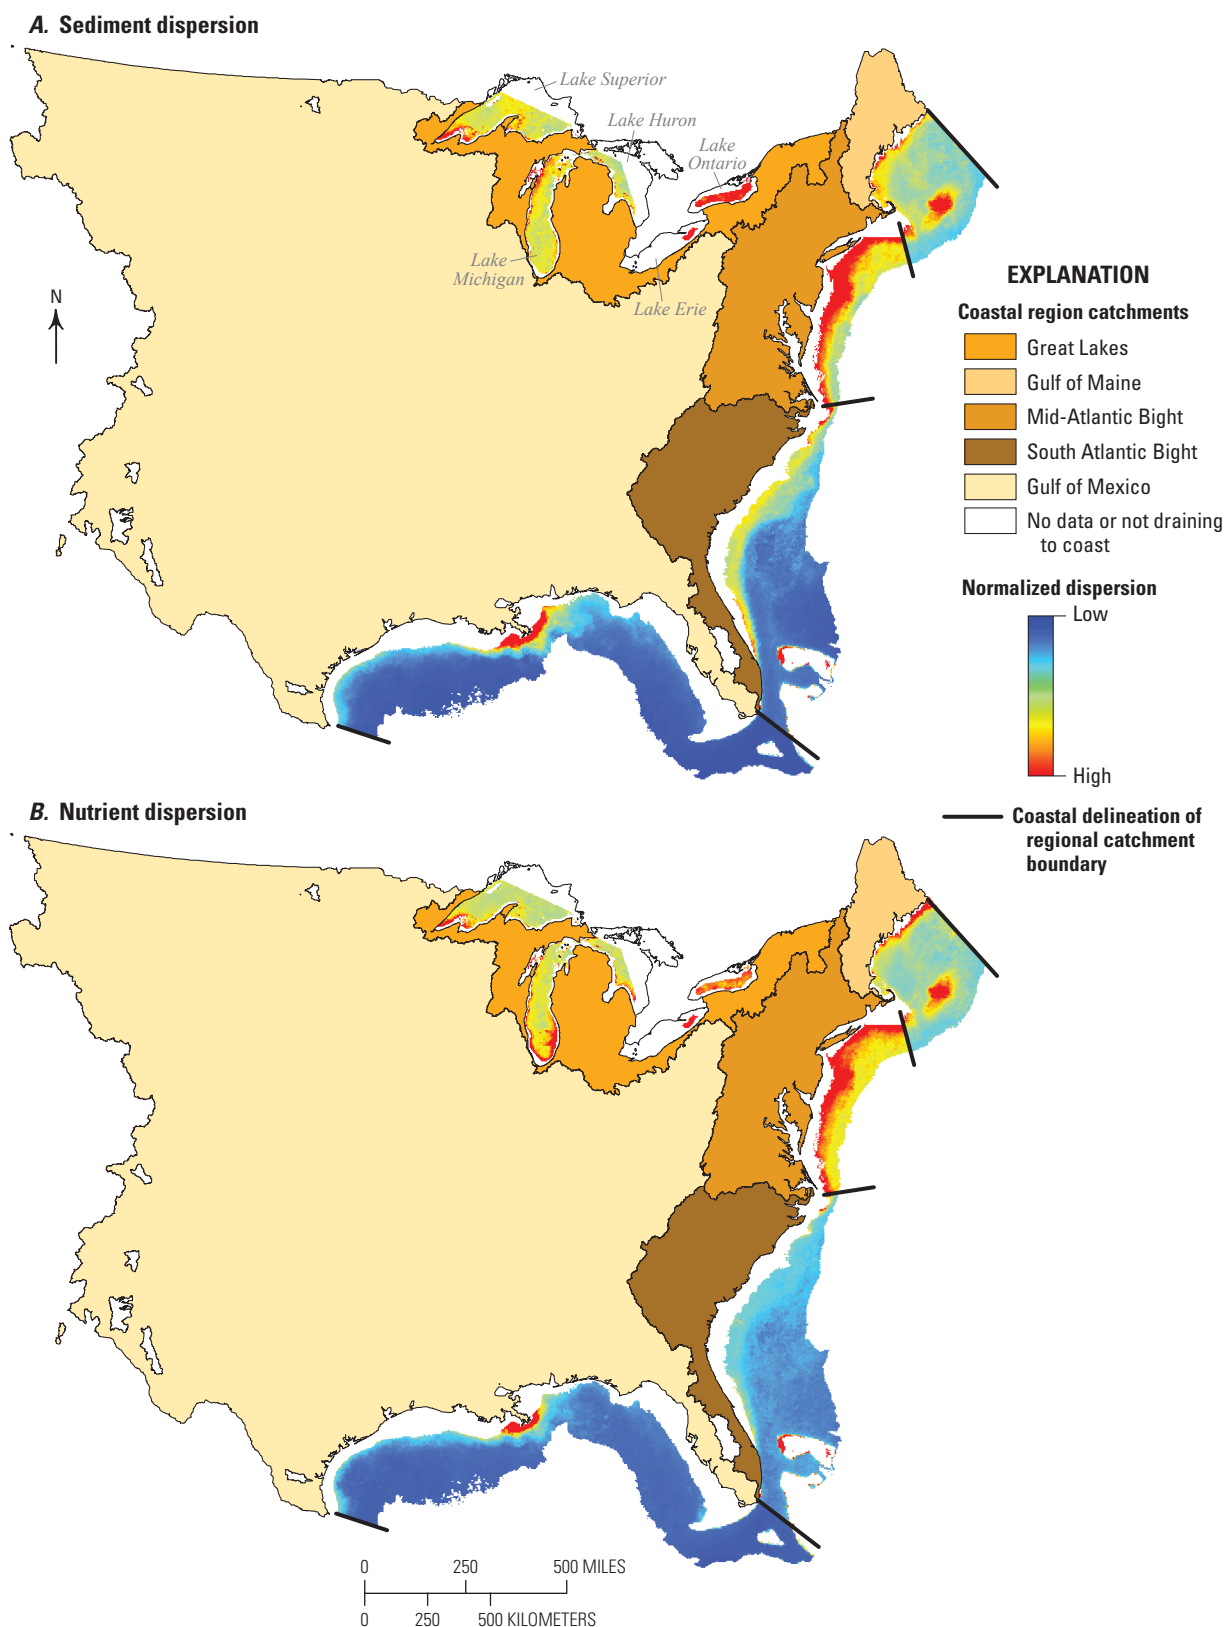 A. Sediment dispersion
Lake Superior
Lake Huron
Lake
Ontario
Lake
Michigan
Lake Erie
N
EXPLANATION
Coastal region catchments
Great Lakes
Gulf of Maine
Mid-Atlantic Bight
South Atlantic Bight
Gulf of Mexico
No data or not draining
to coast
Normalized dispersion
Low
High
Coastal delineation of
regional catchment
boundary
B. Nutrient dispersion
0 250 500 MILES
0 250 500 KILOMETERS